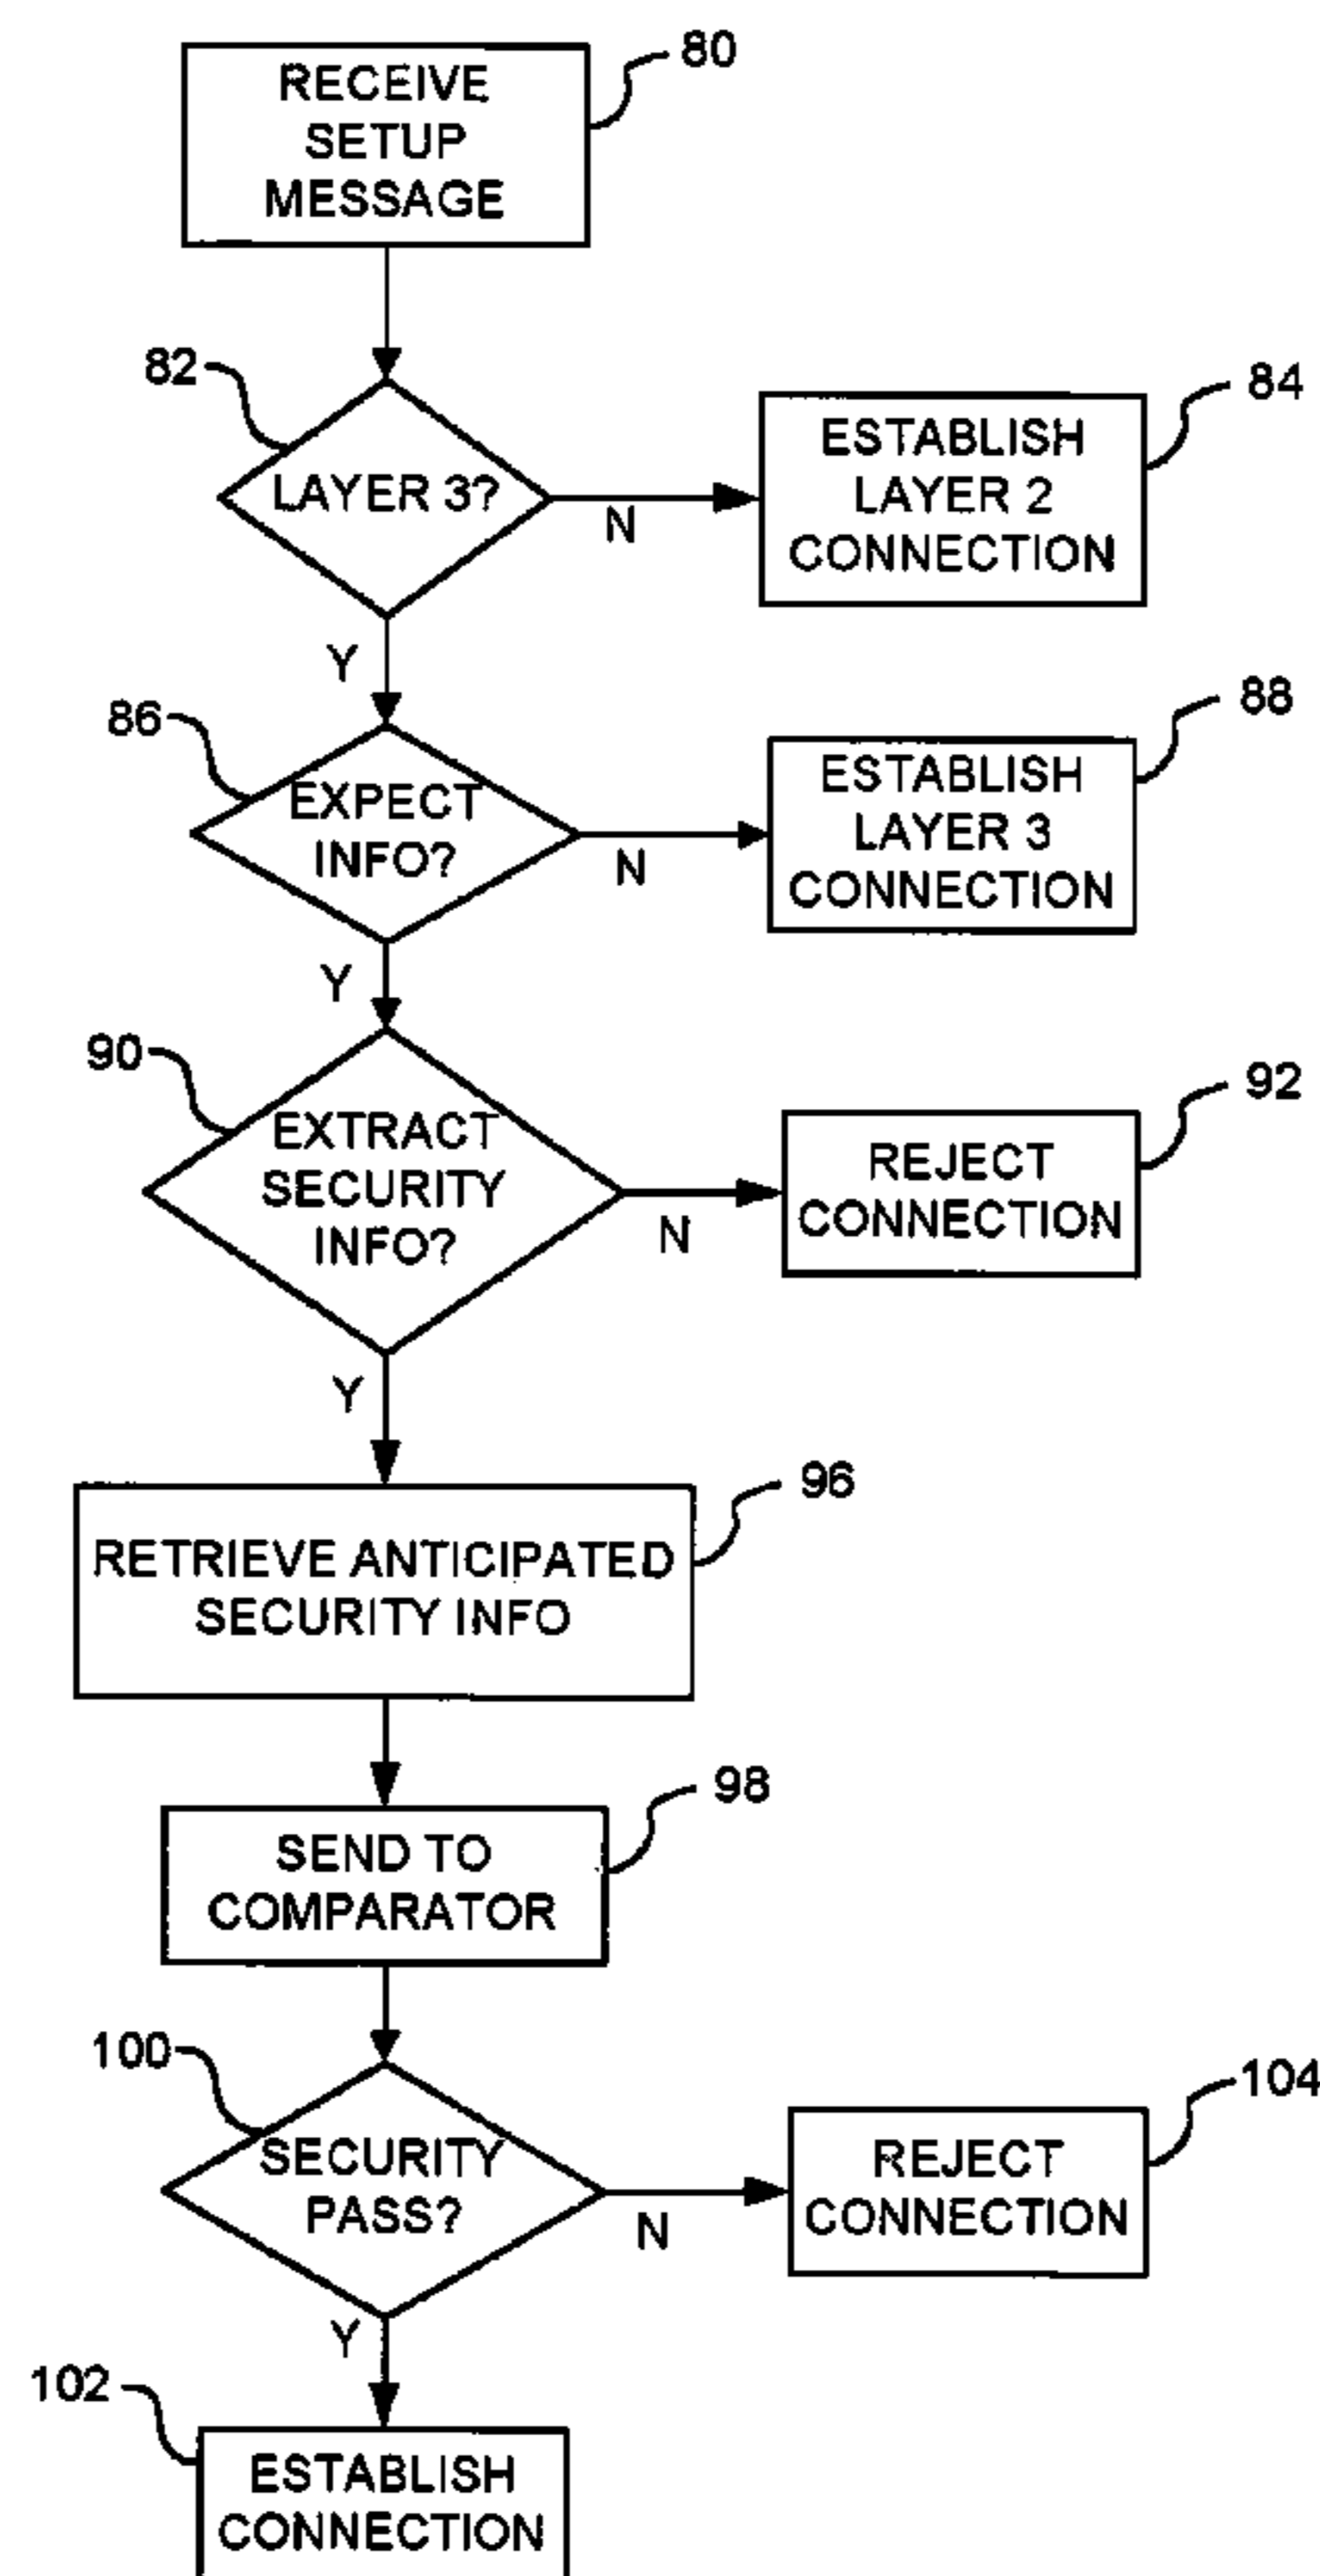 RECEIVE
SETUP
MESSAGE
80
82
LAYER 3?
N
Y
ESTABLISH
LAYER 2
CONNECTION
84
86
EXPECT
INFO?
N
Y
ESTABLISH
LAYER 3
CONNECTION
88
90
EXTRACT
SECURITY
INFO?
N
Y
REJECT
CONNECTION
92
RETRIEVE ANTICIPATED
SECURITY INFO
96
SEND TO
COMPARATOR
98
100
SECURITY
PASS?
N
Y
REJECT
CONNECTION
104
102
ESTABLISH
CONNECTION